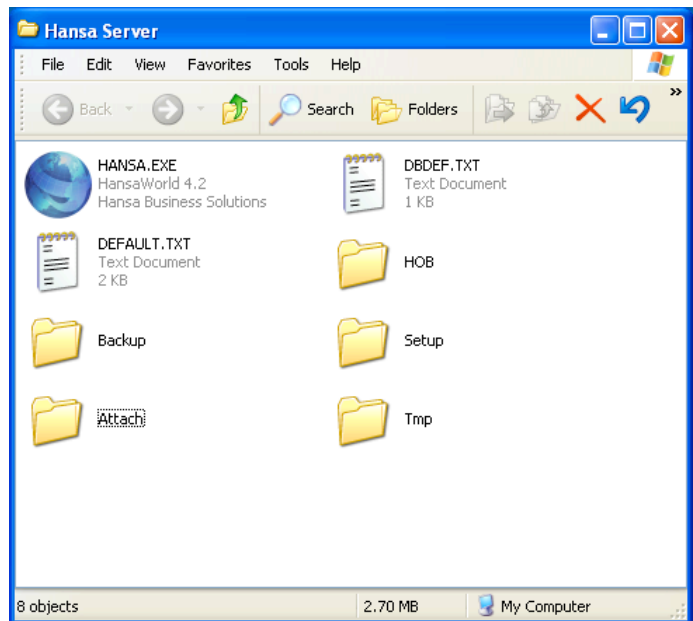 Hansa Server
File Edit View Favorites Tools Help
Back Search Folders »
HANSA.EXE
HansaWorld 4.2
Hansa Business Solutions
DBDEF.TXT
Text Document
1 KB
DEFAULT.TXT
Text Document
2 KB
HOB
Backup
Setup
Attach
Tmp
8 objects 2.70 MB My Computer